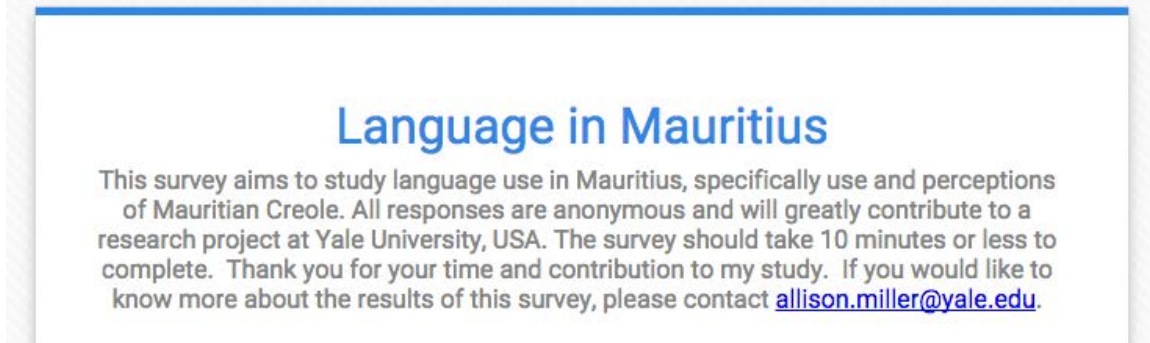 Language in Mauritius
This survey aims to study language use in Mauritius, specifically use and perceptions
of Mauritian Creole. All responses are anonymous and will greatly contribute to a
research project at Yale University, USA. The survey should take 10 minutes or less to
complete.  Thank you for your time and contribution to my study.  If you would like to
know more about the results of this survey, please contact allison.miller@yale.edu.